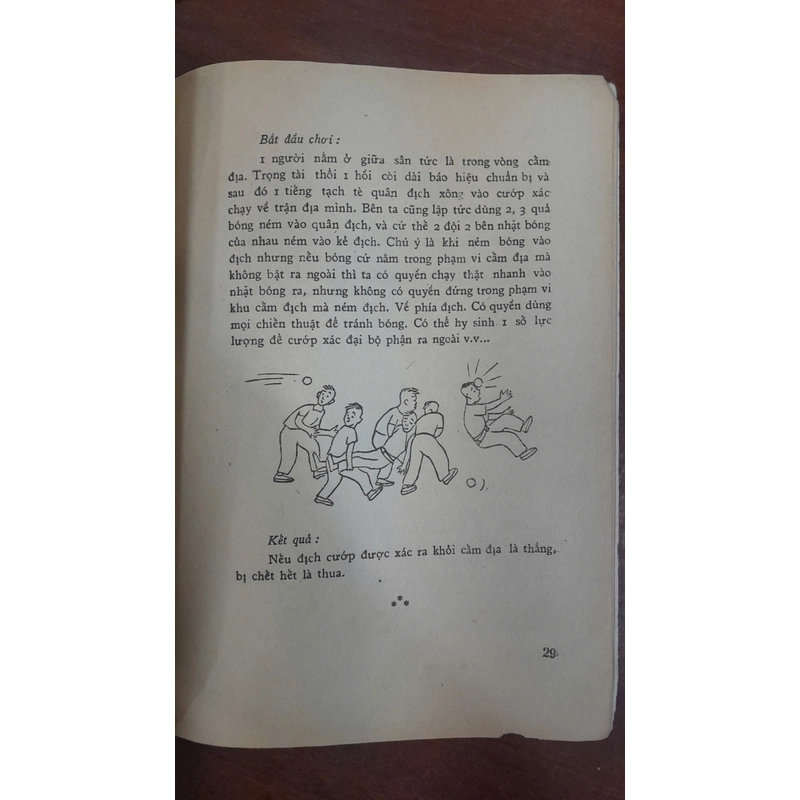 Bắt đầu chơi :
1 người nằm ở giữa sân tức là trong vòng cấm
địa. Trọng tài thổi 1 hồi còi dài báo hiệu chuẩn bị và
sau đó 1 tiếng tạch tè quân địch xông vào cướp xác
chạy về trận địa mình. Bên ta cũng lập tức dùng 2, 3 quả
bóng ném vào quân địch, và cứ thế 2 đội 2 bên nhặt bóng
của nhau ném vào kẻ địch. Chú ý là khi ném bóng vào
địch nhưng nếu bóng cứ nằm trong phạm vi cấm địa mà
không bật ra ngoài thì ta có quyền chạy thật nhanh vào
nhặt bóng ra, nhưng không có quyền đứng trong phạm vi
khu cấm địch mà ném địch. Về phía địch. Có quyền dùng
mọi chiến thuật để tránh bóng. Có thể hy sinh 1 số lực
lượng để cướp xác đại bộ phận ra ngoài v.v...
Kết quả :
Nếu địch cướp được xác ra khỏi cấm địa là thắng,
bị chết hết là thua.
29